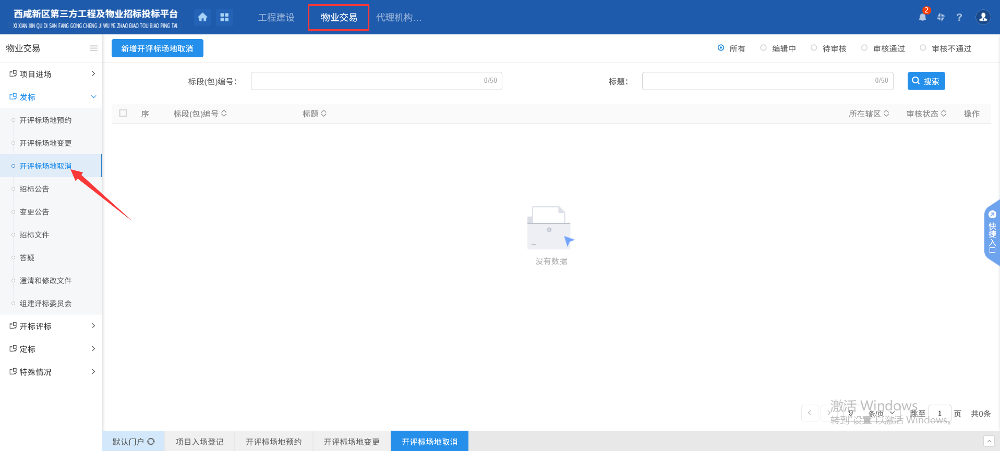 西咸新区第三方工程及物业招标投标平台
XI XIAN XIN QU DI SAN FANG GONG CHENG JI WU YE ZHAO BIAO TOU BIAO PING TAI
工程建设
物业交易
代理机构...
2
?
物业交易
新增开评标场地取消
所有
编辑中
待审核
审核通过
审核不通过
项目进场
发标
开评标场地预约
开评标场地变更
开评标场地取消
招标公告
变更公告
招标文件
答疑
澄清和修改文件
组建评标委员会
开标评标
定标
特殊情况
标段(包)编号：
0/50
标题：
0/50
搜索
序
标段(包)编号
标题
所在辖区
审核状态
操作
没有数据
快捷入口
激活 Windows
转到"设置"以激活 Windows。
9
条/页
跳至
1
页
共0条
默认门户
项目入场登记
开评标场地预约
开评标场地变更
开评标场地取消